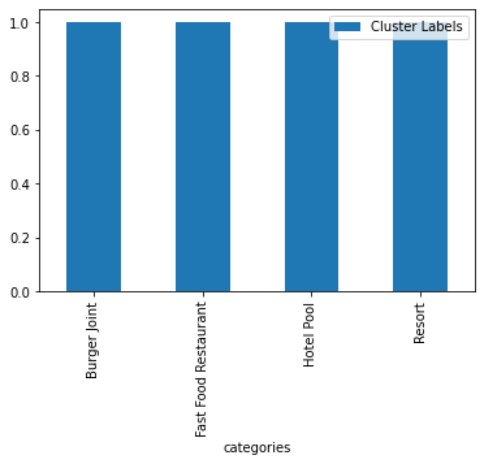 1.0
0.8
0.6
0.4
0.2
0.0
Cluster Labels
Burger Joint
Fast Food Restaurant
Hotel Pool
Resort
categories